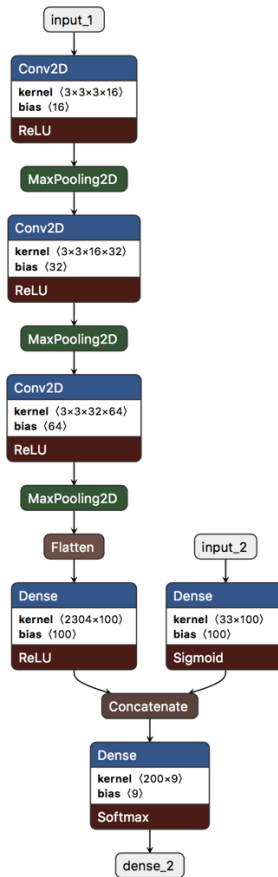 input_1
Conv2D
kernel ⟨3×3×3×16⟩
bias ⟨16⟩
ReLU
MaxPooling2D
Conv2D
kernel ⟨3×3×16×32⟩
bias ⟨32⟩
ReLU
MaxPooling2D
Conv2D
kernel ⟨3×3×32×64⟩
bias ⟨64⟩
ReLU
MaxPooling2D
Flatten
input_2
Dense
kernel ⟨2304×100⟩
bias ⟨100⟩
ReLU
Dense
kernel ⟨33×100⟩
bias ⟨100⟩
Sigmoid
Concatenate
Dense
kernel ⟨200×9⟩
bias ⟨9⟩
Softmax
dense_2